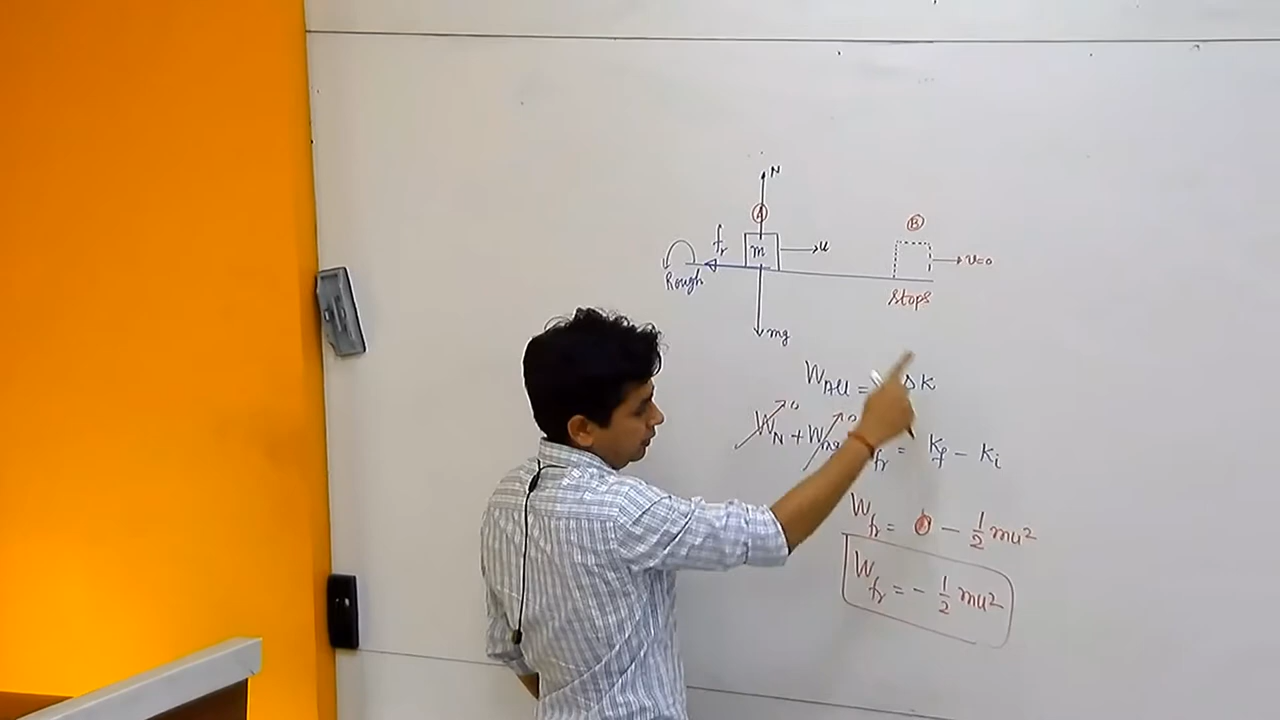 N
A
B
f_r
m
u
v=0
Rough
Stops
mg
W_All = ΔK
W_N + W_mg fr = K_f - K_i
W_fr = 0 - 1/2 mu²
W_fr = - 1/2 mu²